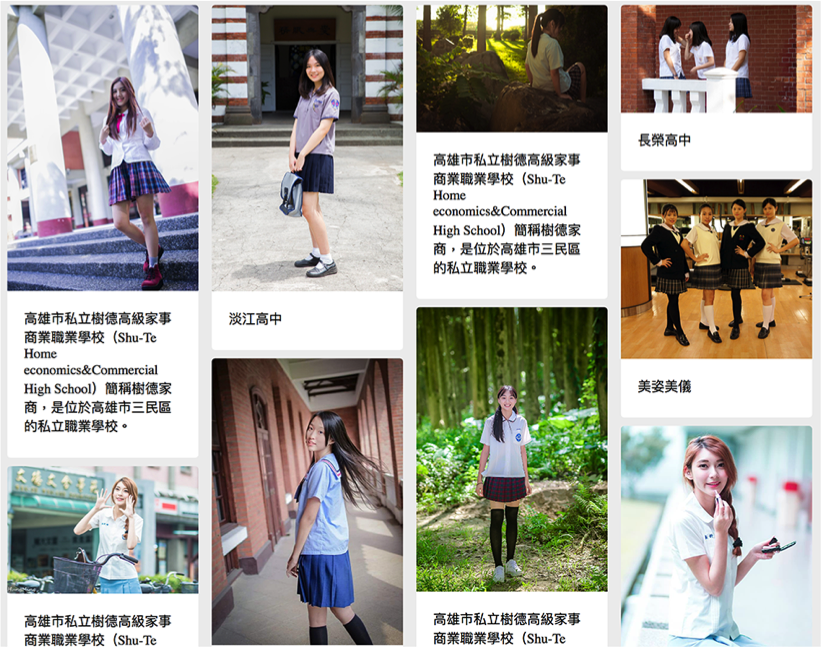 高雄市私立樹德高級家事
商業職業學校（Shu-Te
Home
economics&Commercial
High School）簡稱樹德家
商，是位於高雄市三民區
的私立職業學校。
高雄市私立樹德高級家事
商業職業學校（Shu-Te
淡江高中
高雄市私立樹德高級家事
商業職業學校（Shu-Te
Home
economics&Commercial
High School）簡稱樹德家
商，是位於高雄市三民區
的私立職業學校。
高雄市私立樹德高級家事
商業職業學校（Shu-Te
長榮高中
美姿美儀